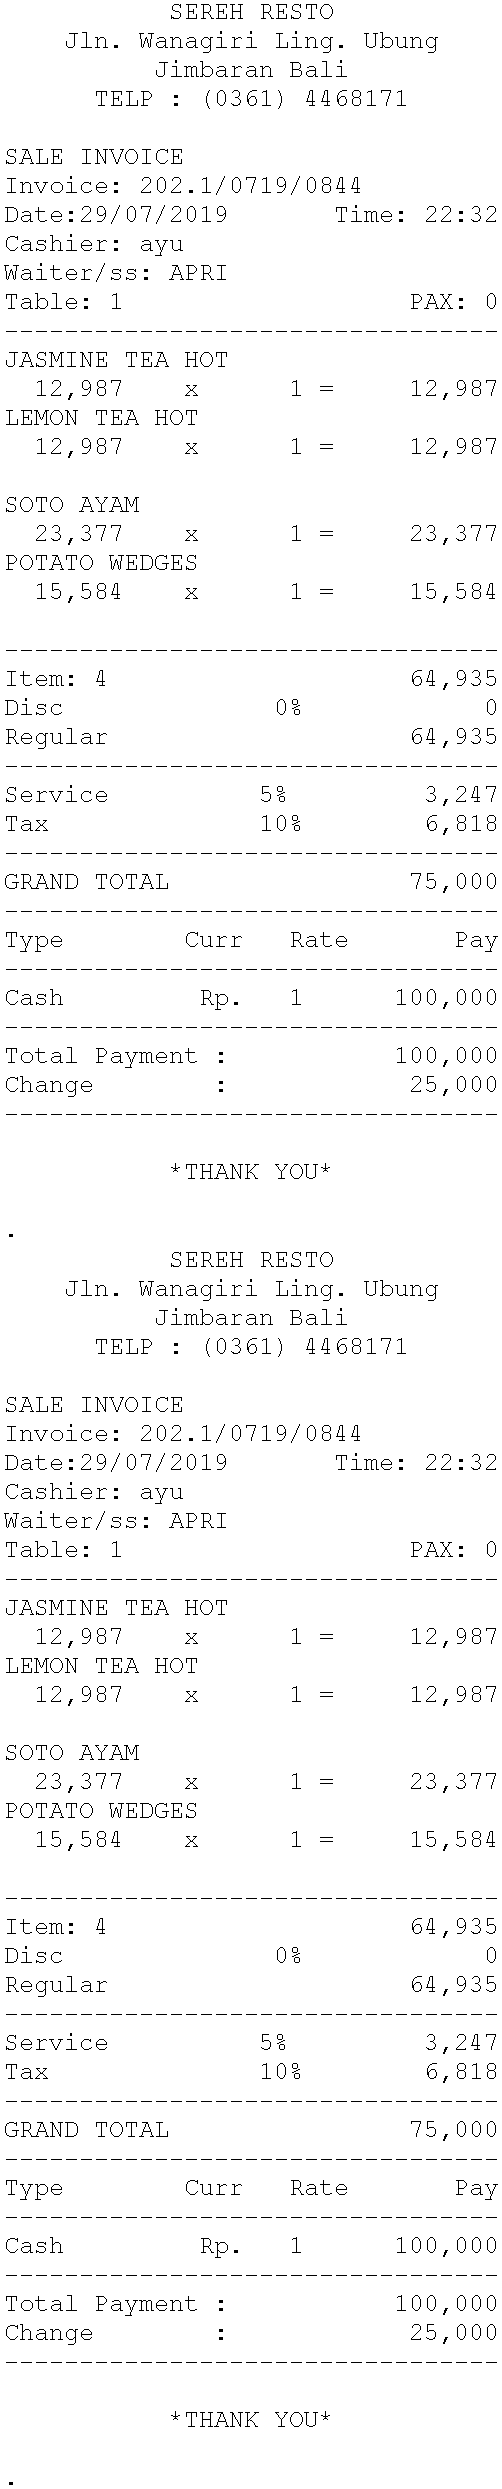 SEREH RESTO
Jln. Wanagiri Ling. Ubung
Jimbaran Bali
TELP : (0361) 4468171
SALE INVOICE
Invoice: 202.1/0719/0844
Date:29/07/2019 Time: 22:32
Cashier: ayu
Waiter/ss: APRI
Table: 1 PAX: 0
---------------------------------
JASMINE TEA HOT
12,987 x 1 = 12,987
LEMON TEA HOT
12,987 x 1 = 12,987
SOTO AYAM
23,377 x 1 = 23,377
POTATO WEDGES
15,584 x 1 = 15,584
---------------------------------
Item: 4 64,935
Disc 0% 0
Regular 64,935
---------------------------------
Service 5% 3,247
Tax 10% 6,818
---------------------------------
GRAND TOTAL 75,000
---------------------------------
Type Curr Rate Pay
---------------------------------
Cash Rp. 1 100,000
---------------------------------
Total Payment : 100,000
Change : 25,000
---------------------------------
*THANK YOU*
.
SEREH RESTO
Jln. Wanagiri Ling. Ubung
Jimbaran Bali
TELP : (0361) 4468171
SALE INVOICE
Invoice: 202.1/0719/0844
Date:29/07/2019 Time: 22:32
Cashier: ayu
Waiter/ss: APRI
Table: 1 PAX: 0
---------------------------------
JASMINE TEA HOT
12,987 x 1 = 12,987
LEMON TEA HOT
12,987 x 1 = 12,987
SOTO AYAM
23,377 x 1 = 23,377
POTATO WEDGES
15,584 x 1 = 15,584
---------------------------------
Item: 4 64,935
Disc 0% 0
Regular 64,935
---------------------------------
Service 5% 3,247
Tax 10% 6,818
---------------------------------
GRAND TOTAL 75,000
---------------------------------
Type Curr Rate Pay
---------------------------------
Cash Rp. 1 100,000
---------------------------------
Total Payment : 100,000
Change : 25,000
---------------------------------
*THANK YOU*
.